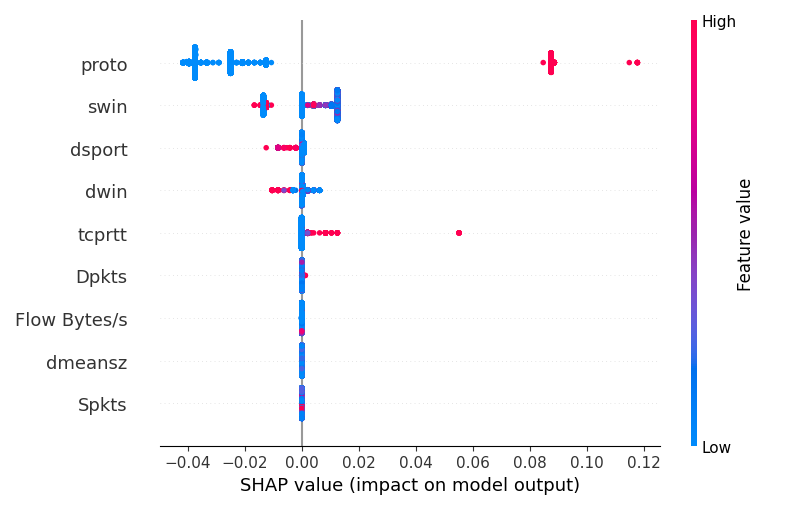 High
proto
swin
dsport
dwin
tcprtt
Dpkts
Flow Bytes/s
dmeansz
Spkts
Feature value
Low
−0.04 −0.02 0.00 0.02 0.04 0.06 0.08 0.10 0.12
SHAP value (impact on model output)